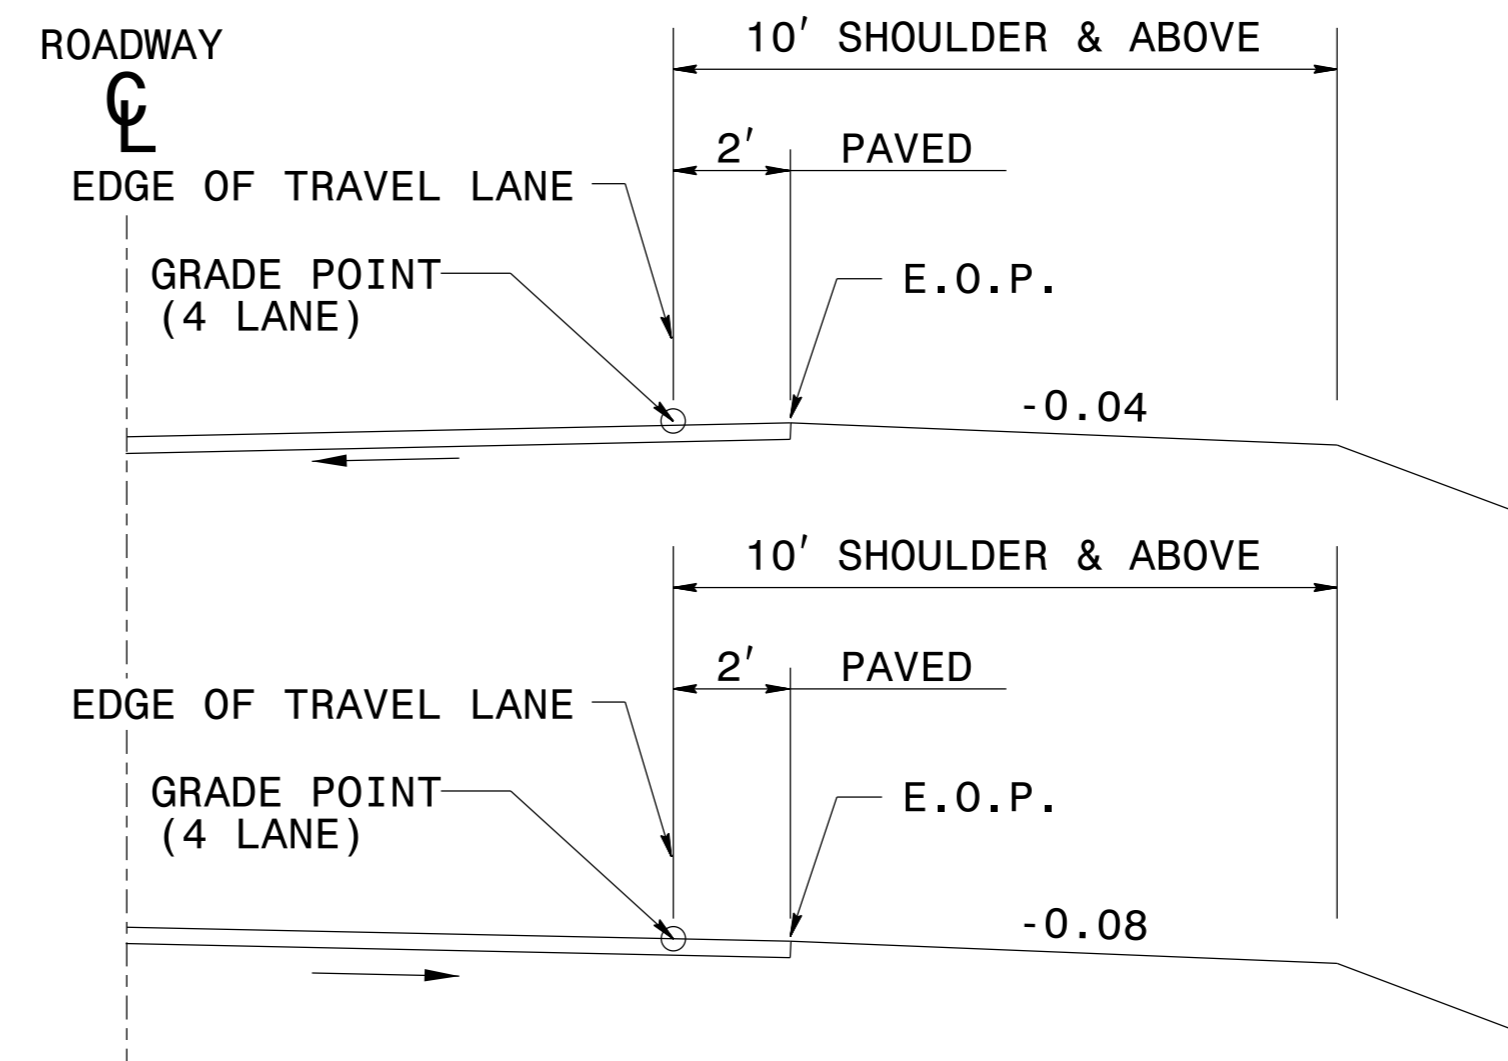 ROADWAY
℄
10' SHOULDER & ABOVE
2' PAVED
EDGE OF TRAVEL LANE
GRADE POINT
(4 LANE)
E.O.P.
-0.04
10' SHOULDER & ABOVE
2' PAVED
EDGE OF TRAVEL LANE
GRADE POINT
(4 LANE)
E.O.P.
-0.08